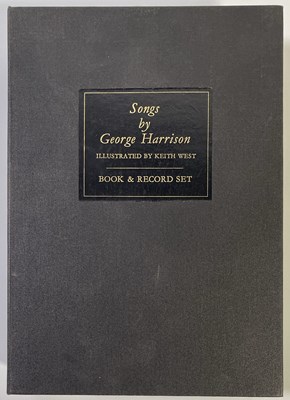 Songs
by
George Harrison
ILLUSTRATED BY KEITH WEST
BOOK & RECORD SET